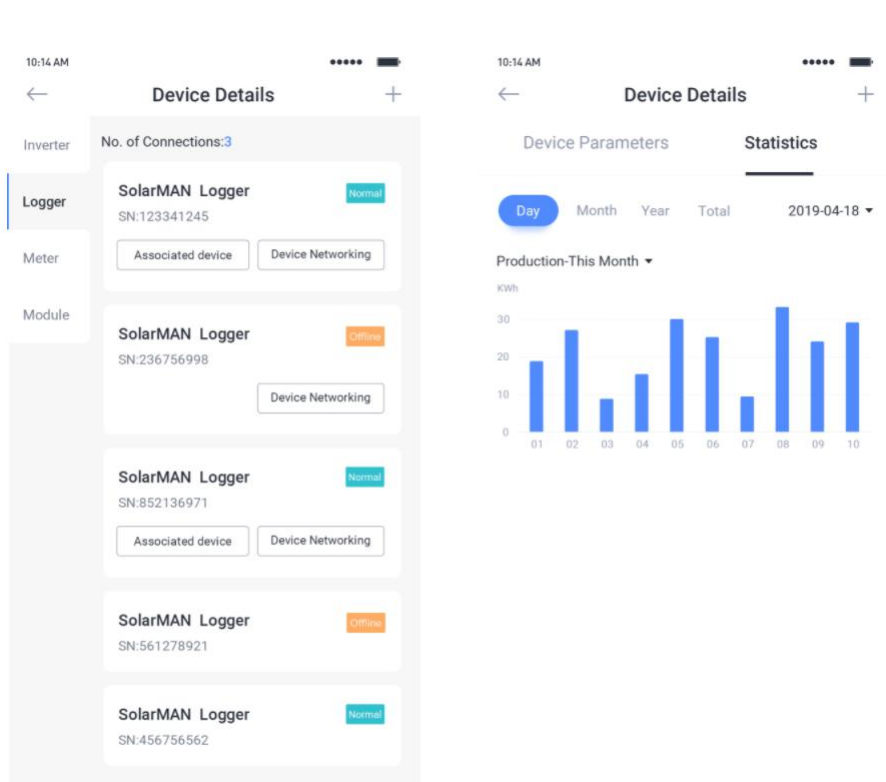 10:14 AM
Device Details
Inverter
Logger
Meter
Module
No. of Connections:3
SolarMAN Logger
Normal
SN:123341245
Associated device
Device Networking
SolarMAN Logger
Offline
SN:236756998
Device Networking
SolarMAN Logger
Normal
SN:852136971
Associated device
Device Networking
SolarMAN Logger
Offline
SN:561278921
SolarMAN Logger
Normal
SN:456756562
10:14 AM
Device Details
Device Parameters
Statistics
Day Month Year Total 2019-04-18
Production-This Month
KWh
30
20
10
0
01 02 03 04 05 06 07 08 09 10